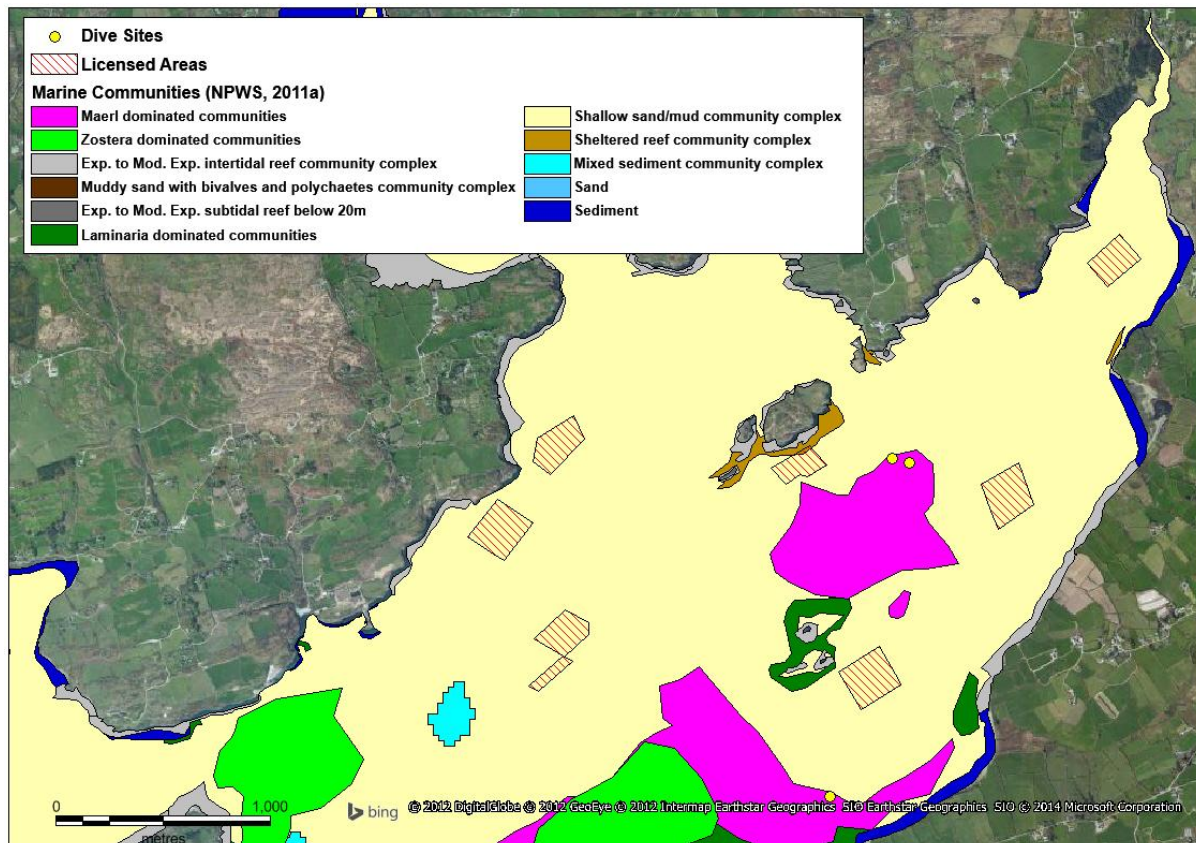 Dive Sites
Licensed Areas
Marine Communities (NPWS, 2011a)
Maerl dominated communities
Zostera dominated communities
Exp. to Mod. Exp. intertidal reef community complex
Muddy sand with bivalves and polychaetes community complex
Exp. to Mod. Exp. subtidal reef below 20m
Laminaria dominated communities
Shallow sand/mud community complex
Sheltered reef community complex
Mixed sediment community complex
Sand
Sediment
0 1,000
metres
bing
© 2012 DigitalGlobe © 2012 GeoEye © 2012 Intermap Earthstar Geographics SIO Earthstar Geographics SIO © 2014 Microsoft Corporation